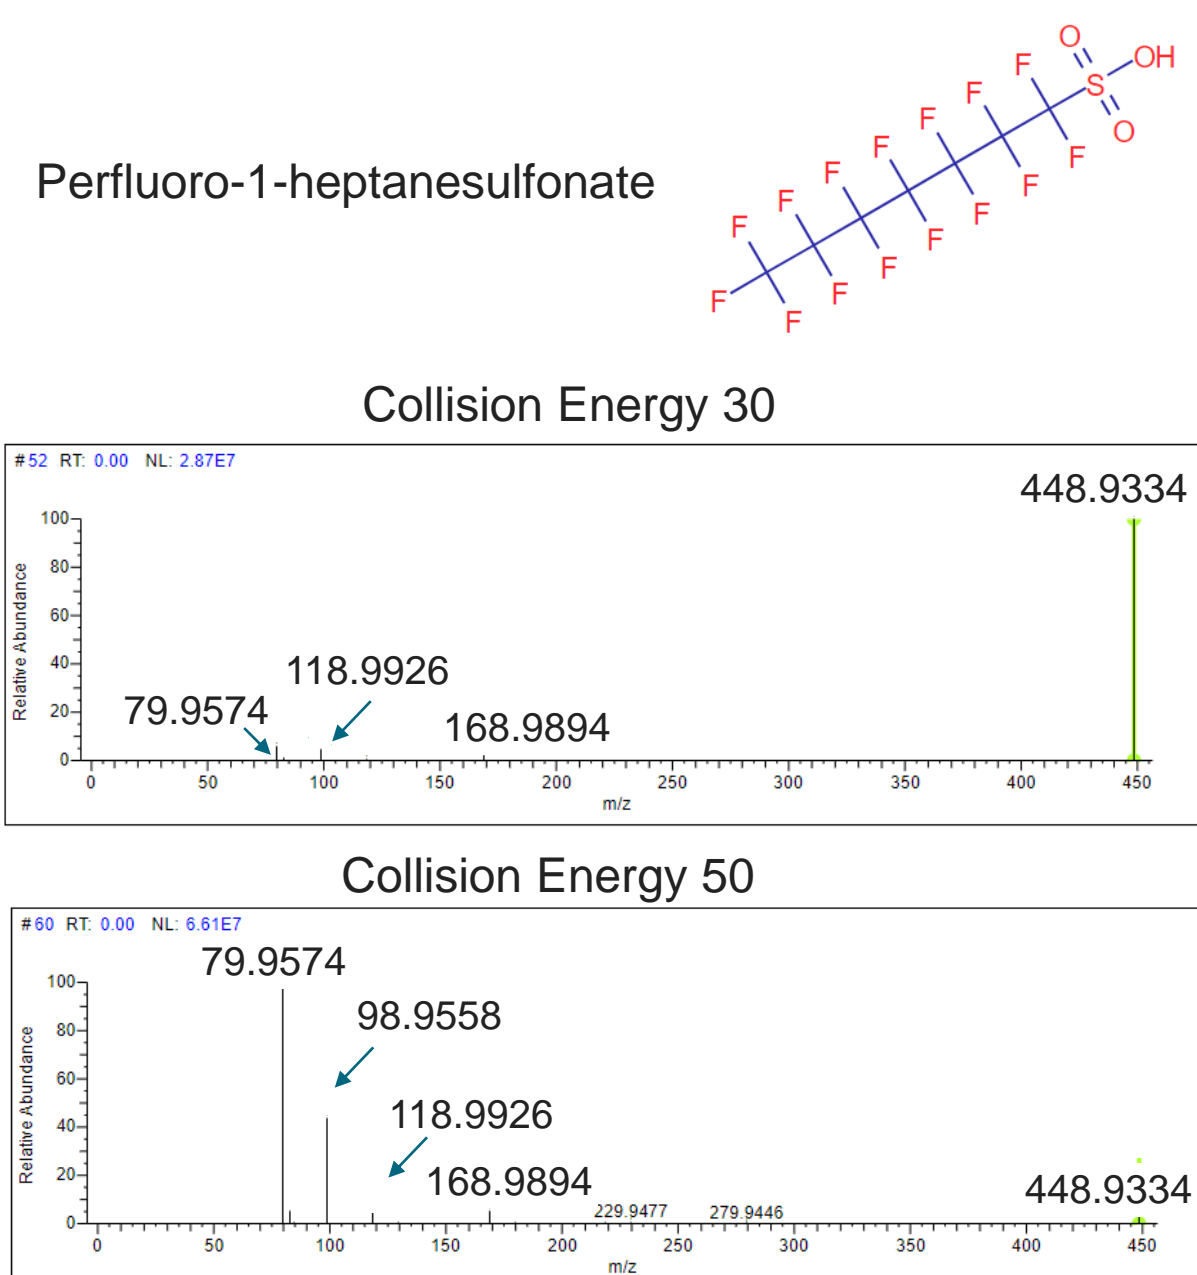 O
OH
F
S
F
O
F
F
F
F
F
F
F
F
F
F
F
F
F
Perfluoro-1-heptanesulfonate
Collision Energy 30
#52 RT: 0.00 NL: 2.87E7
448.9334
100
80
60
40
20
0
Relative Abundance
118.9926
79.9574
168.9894
0 50 100 150 200 250 300 350 400 450
m/z
Collision Energy 50
#60 RT: 0.00 NL: 6.61E7
79.9574
100
80
60
40
20
0
Relative Abundance
98.9558
118.9926
168.9894
229.9477
279.9446
448.9334
0 50 100 150 200 250 300 350 400 450
m/z